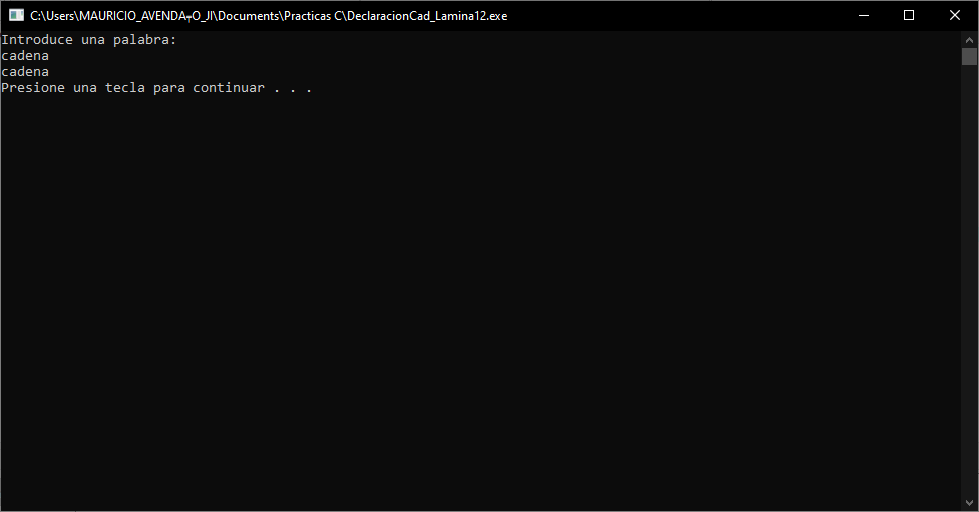 C:\Users\MAURICIO_AVENDA╤O_JI\Documents\Practicas C\DeclaracionCad_Lamina12.exe
Introduce una palabra:
cadena
cadena
Presione una tecla para continuar . . .